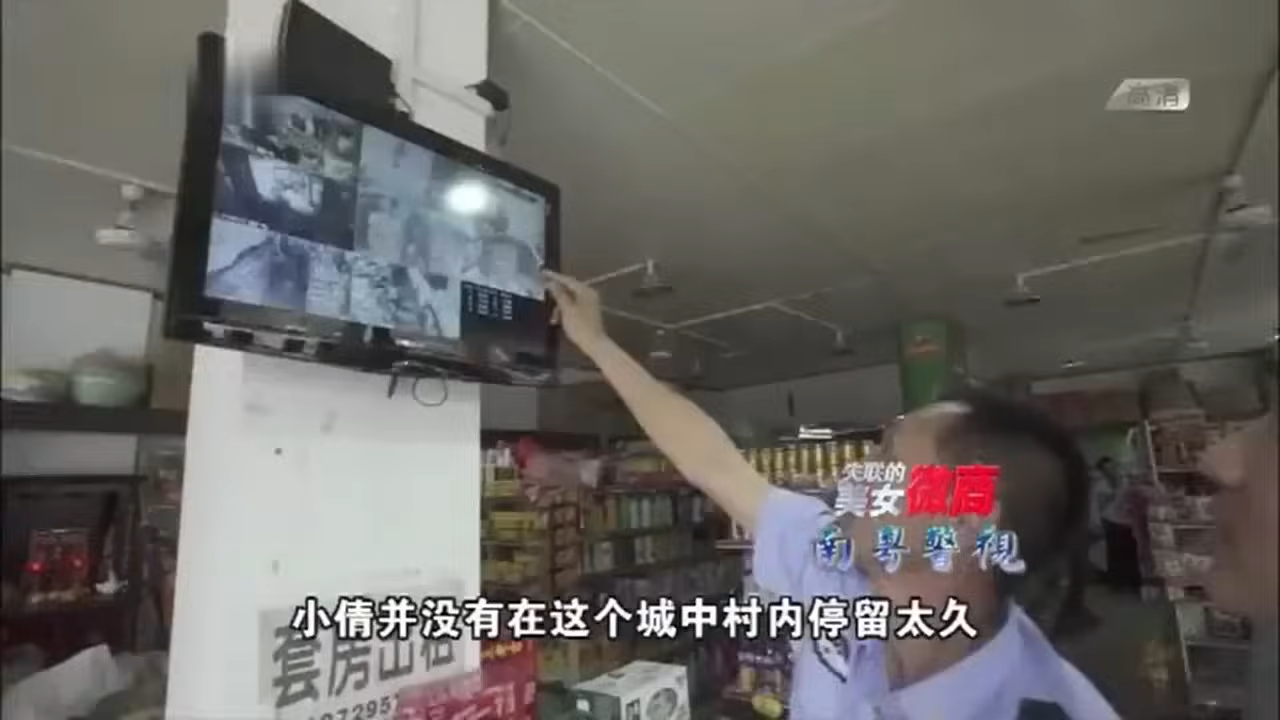 高清
失联的
美女微商
南粤警视
小倩并没有在这个城中村内停留太久
套房出租